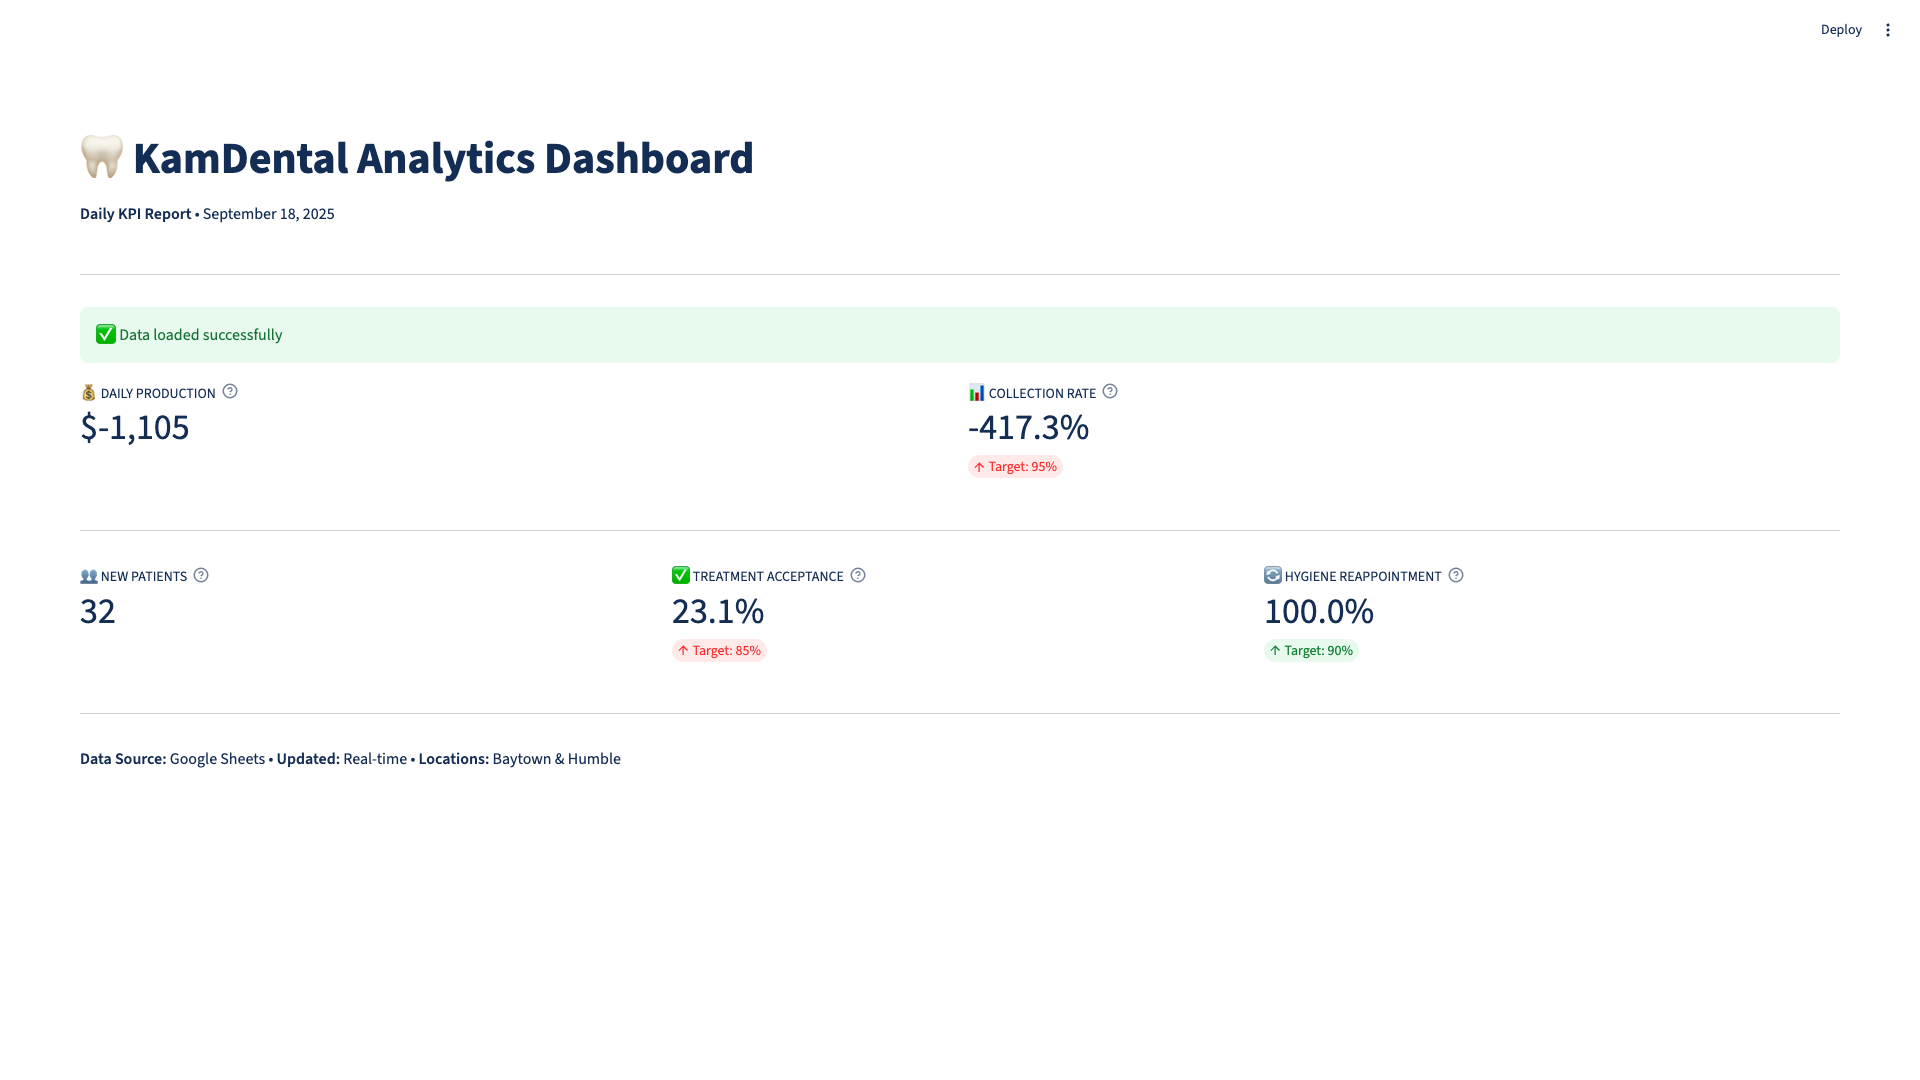 Deploy
KamDental Analytics Dashboard
Daily KPI Report • September 18, 2025
Data loaded successfully
DAILY PRODUCTION
$-1,105
COLLECTION RATE
-417.3%
↑ Target: 95%
NEW PATIENTS
32
TREATMENT ACCEPTANCE
23.1%
↑ Target: 85%
HYGIENE REAPPOINTMENT
100.0%
↑ Target: 90%
Data Source: Google Sheets • Updated: Real-time • Locations: Baytown & Humble